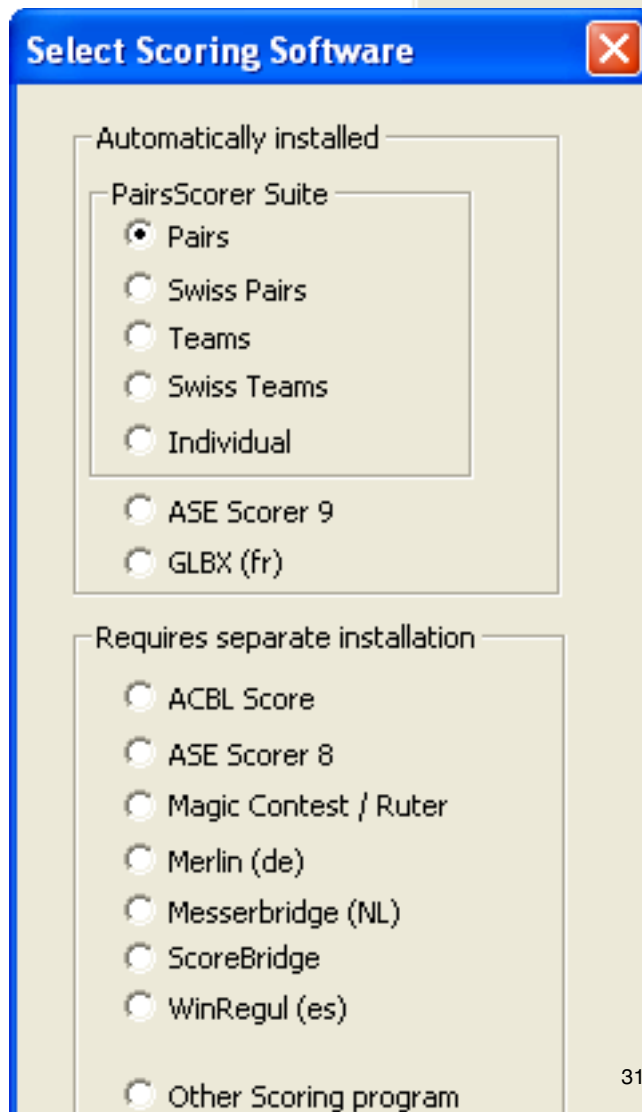 Select Scoring Software
Automatically installed
PairsScorer Suite
Pairs
Swiss Pairs
Teams
Swiss Teams
Individual
ASE Scorer 9
GLBX (fr)
Requires separate installation
ACBL Score
ASE Scorer 8
Magic Contest / Ruter
Merlin (de)
Messerbridge (NL)
ScoreBridge
WinRegul (es)
31
Other Scoring program